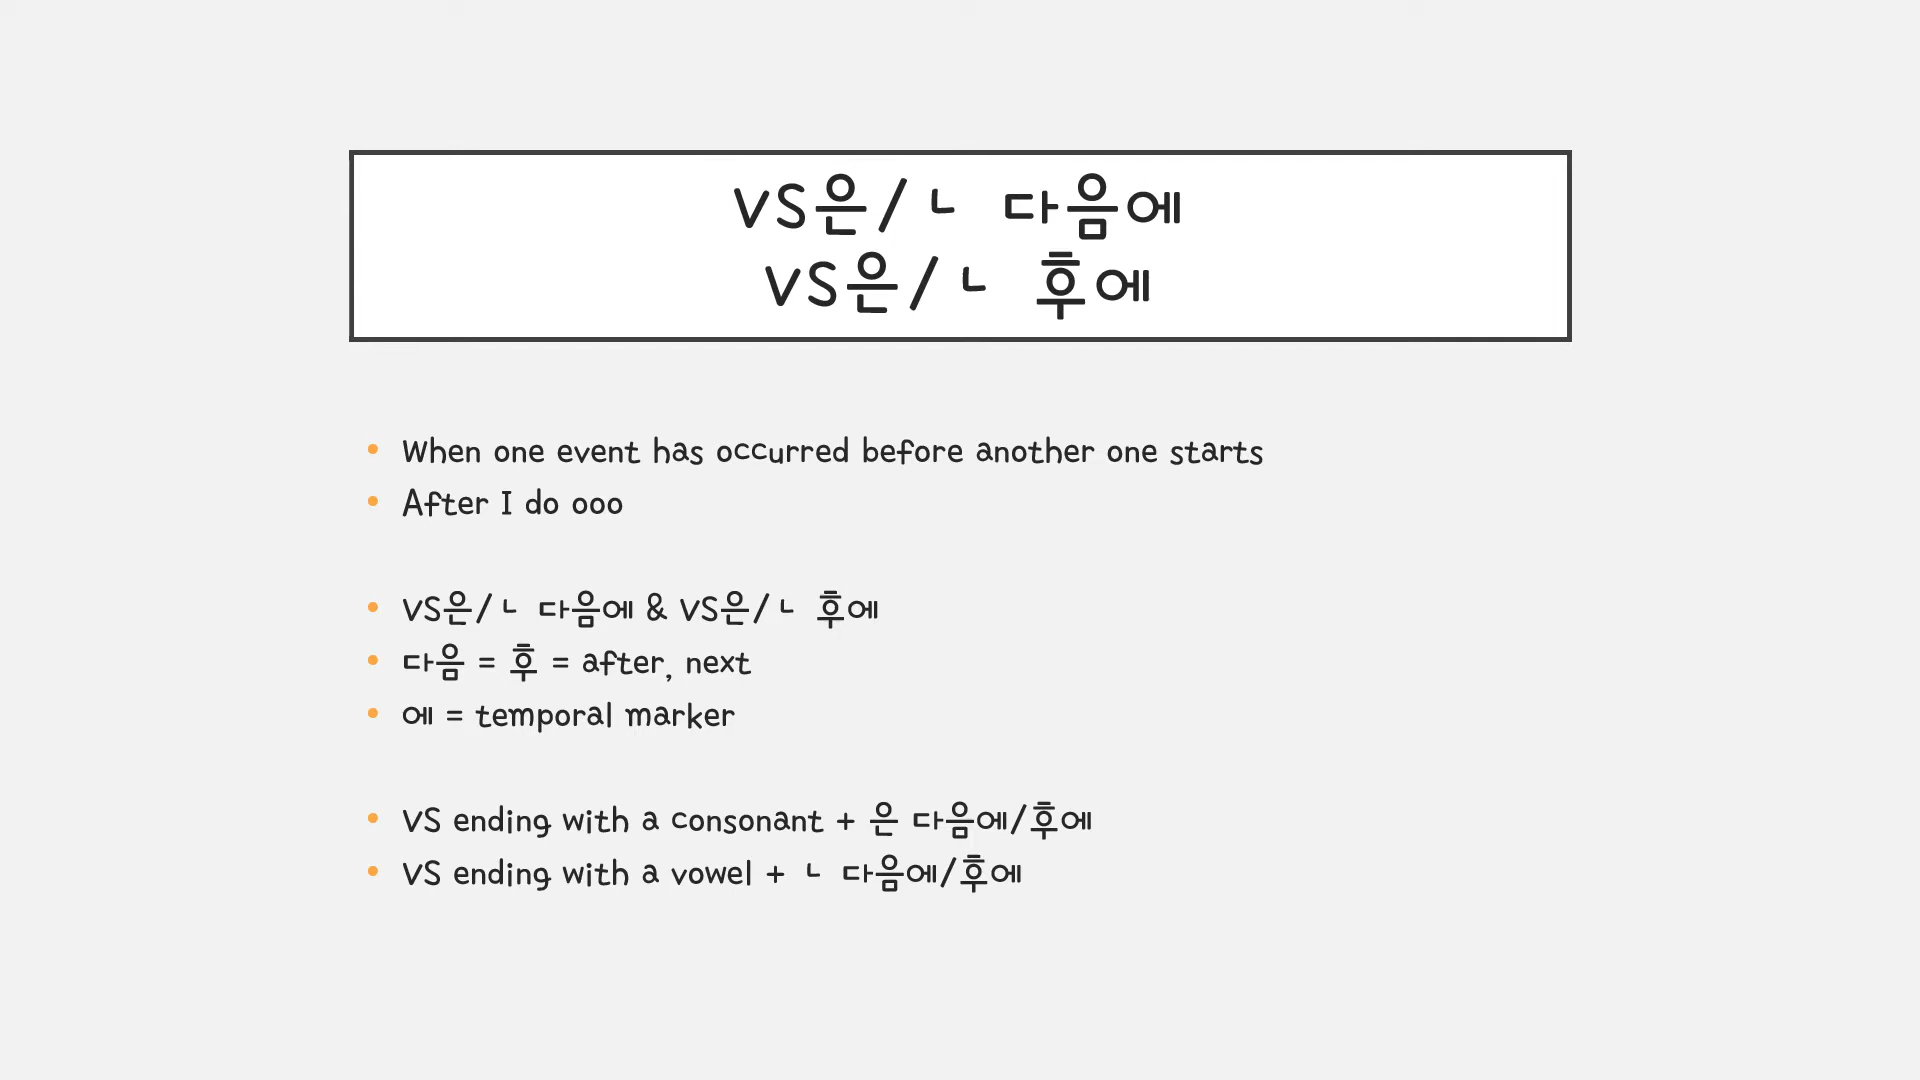 VS은/ㄴ 다음에
VS은/ㄴ 후에
• When one event has occurred before another one starts
• After I do ooo
• VS은/ㄴ 다음에 & VS은/ㄴ 후에
• 다음 = 후 = after, next
• 에 = temporal marker
• VS ending with a consonant + 은 다음에/후에
• VS ending with a vowel + ㄴ 다음에/후에